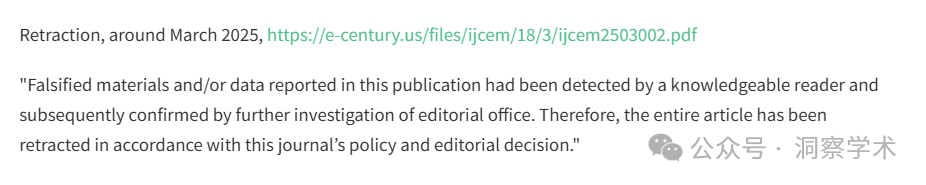 Retraction, around March 2025, https://e-century.us/files/ijcem/18/3/ijcem2503002.pdf
"Falsified materials and/or data reported in this publication had been detected by a knowledgeable reader and
subsequently confirmed by further investigation of editorial office. Therefore, the entire article has been
retracted in accordance with this journal’s policy and editorial decision."
公众号 · 洞察学术